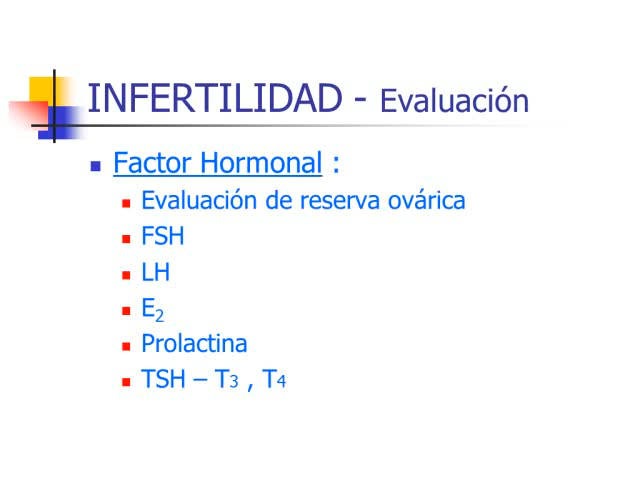 INFERTILIDAD - Evaluación
Factor Hormonal :
Evaluación de reserva ovárica
FSH
LH
E2
Prolactina
TSH – T3 , T4